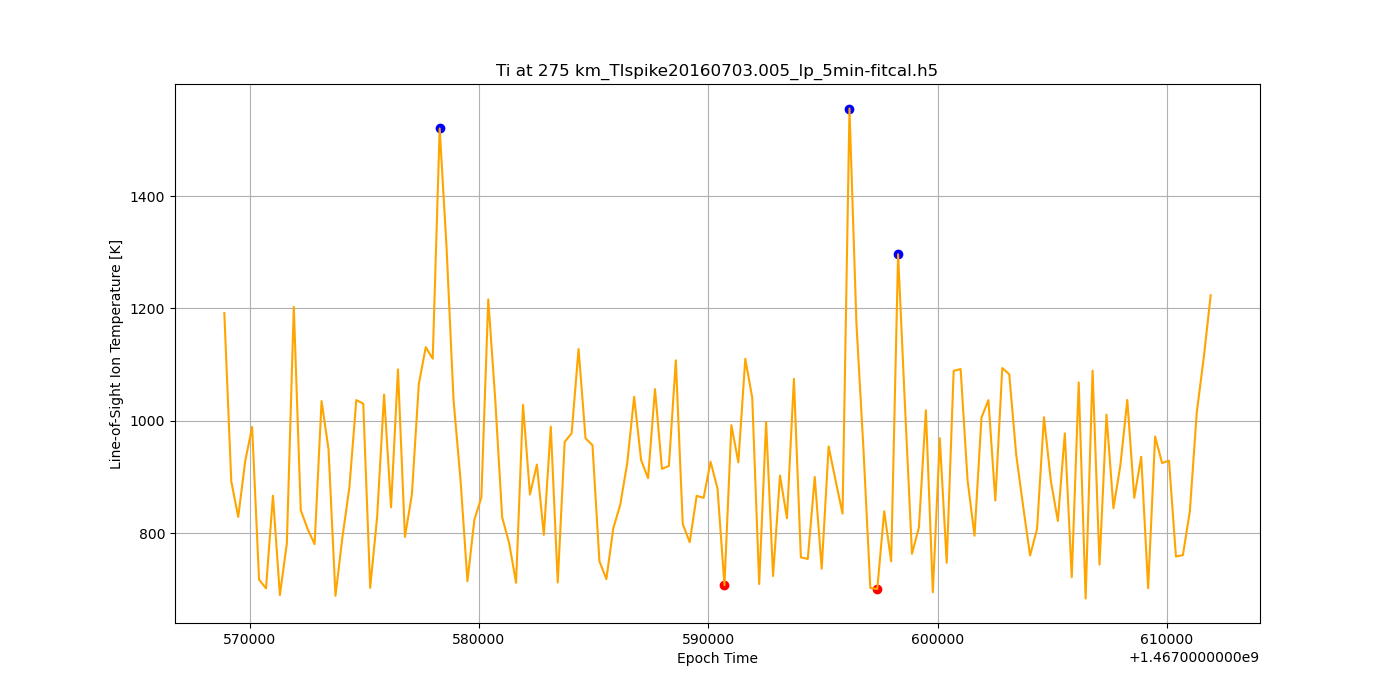 Ti at 275 km_TIspike20160703.005_lp_5min-fitcal.h5
Line-of-Sight Ion Temperature [K]
1400
1200
1000
800
570000
580000
590000
600000
610000
Epoch Time
+1.4670000000e9